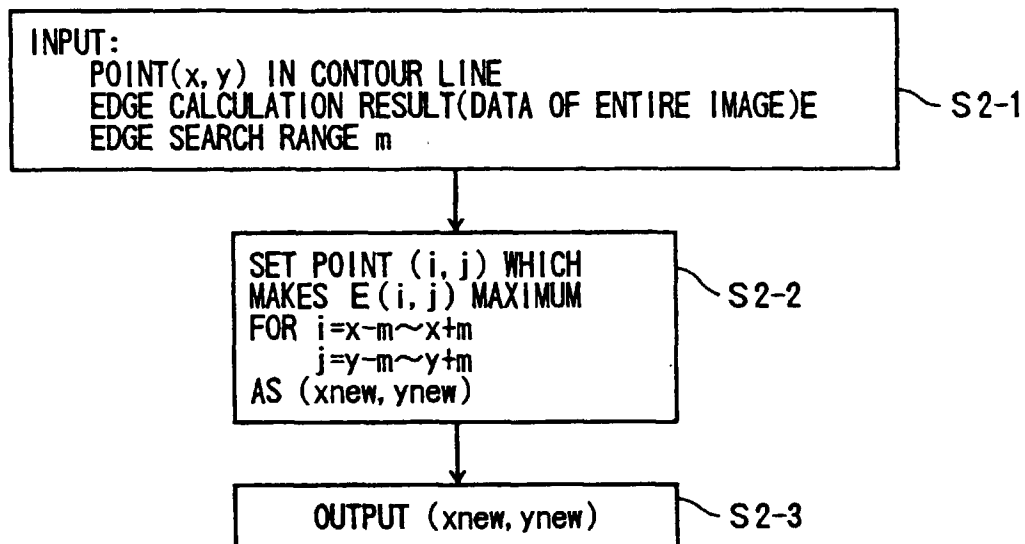 INPUT:
POINT(x,y) IN CONTOUR LINE
EDGE CALCULATION RESULT(DATA OF ENTIRE IMAGE)E
EDGE SEARCH RANGE m
S2-1
SET POINT (i,j) WHICH
MAKES E(i,j) MAXIMUM
FOR i=x-m~x+m
j=y-m~y+m
AS (xnew,ynew)
S2-2
OUTPUT (xnew,ynew)
S2-3